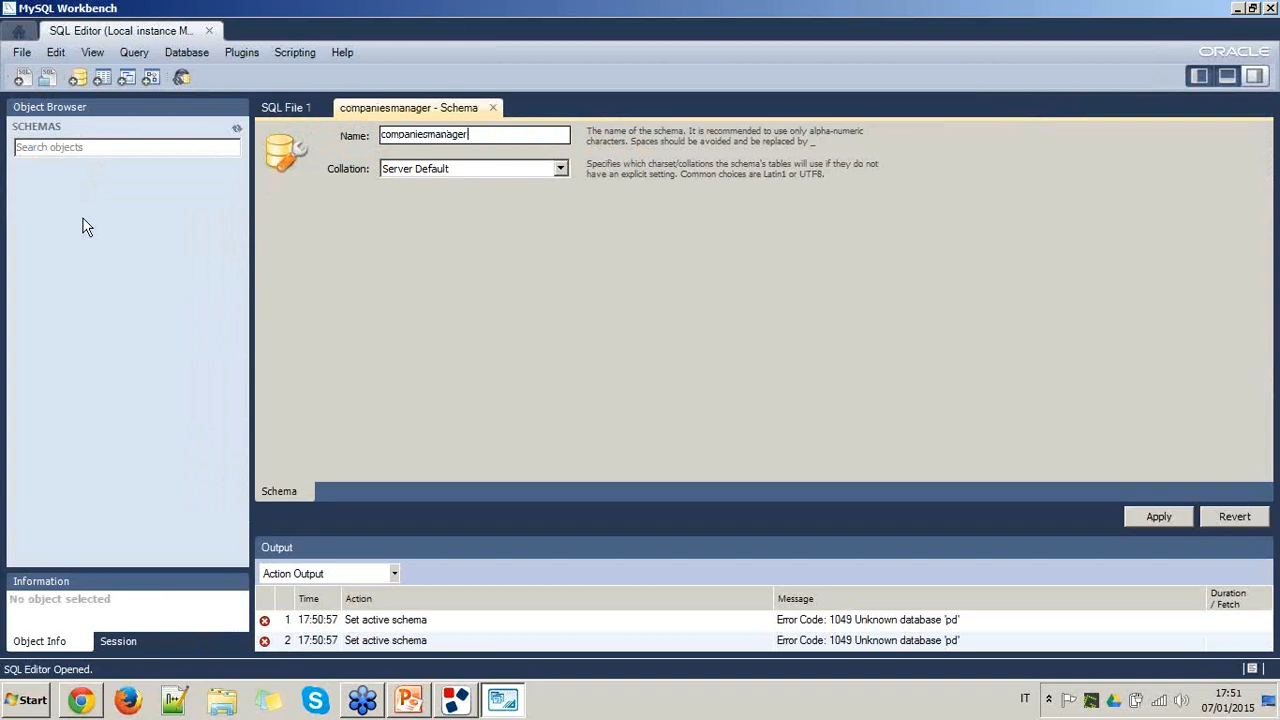 MySQL Workbench
SQL Editor (Local instance M...
File Edit View Query Database Plugins Scripting Help
ORACLE
Object Browser
SCHEMAS
Search objects
SQL File 1
companiesmanager - Schema
Name: companiesmanager
The name of the schema. It is recommended to use only alpha-numeric
characters. Spaces should be avoided and be replaced by _
Collation: Server Default
Specifies which charset/collations the schema's tables will use if they do not
have an explicit setting. Common choices are Latin1 or UTF8.
Schema
Apply Revert
Output
Action Output
Time Action Message Duration
/ Fetch
1 17:50:57 Set active schema Error Code: 1049 Unknown database 'pd'
2 17:50:57 Set active schema Error Code: 1049 Unknown database 'pd'
Information
No object selected
Object Info Session
SQL Editor Opened.
Start
IT
17:51
07/01/2015